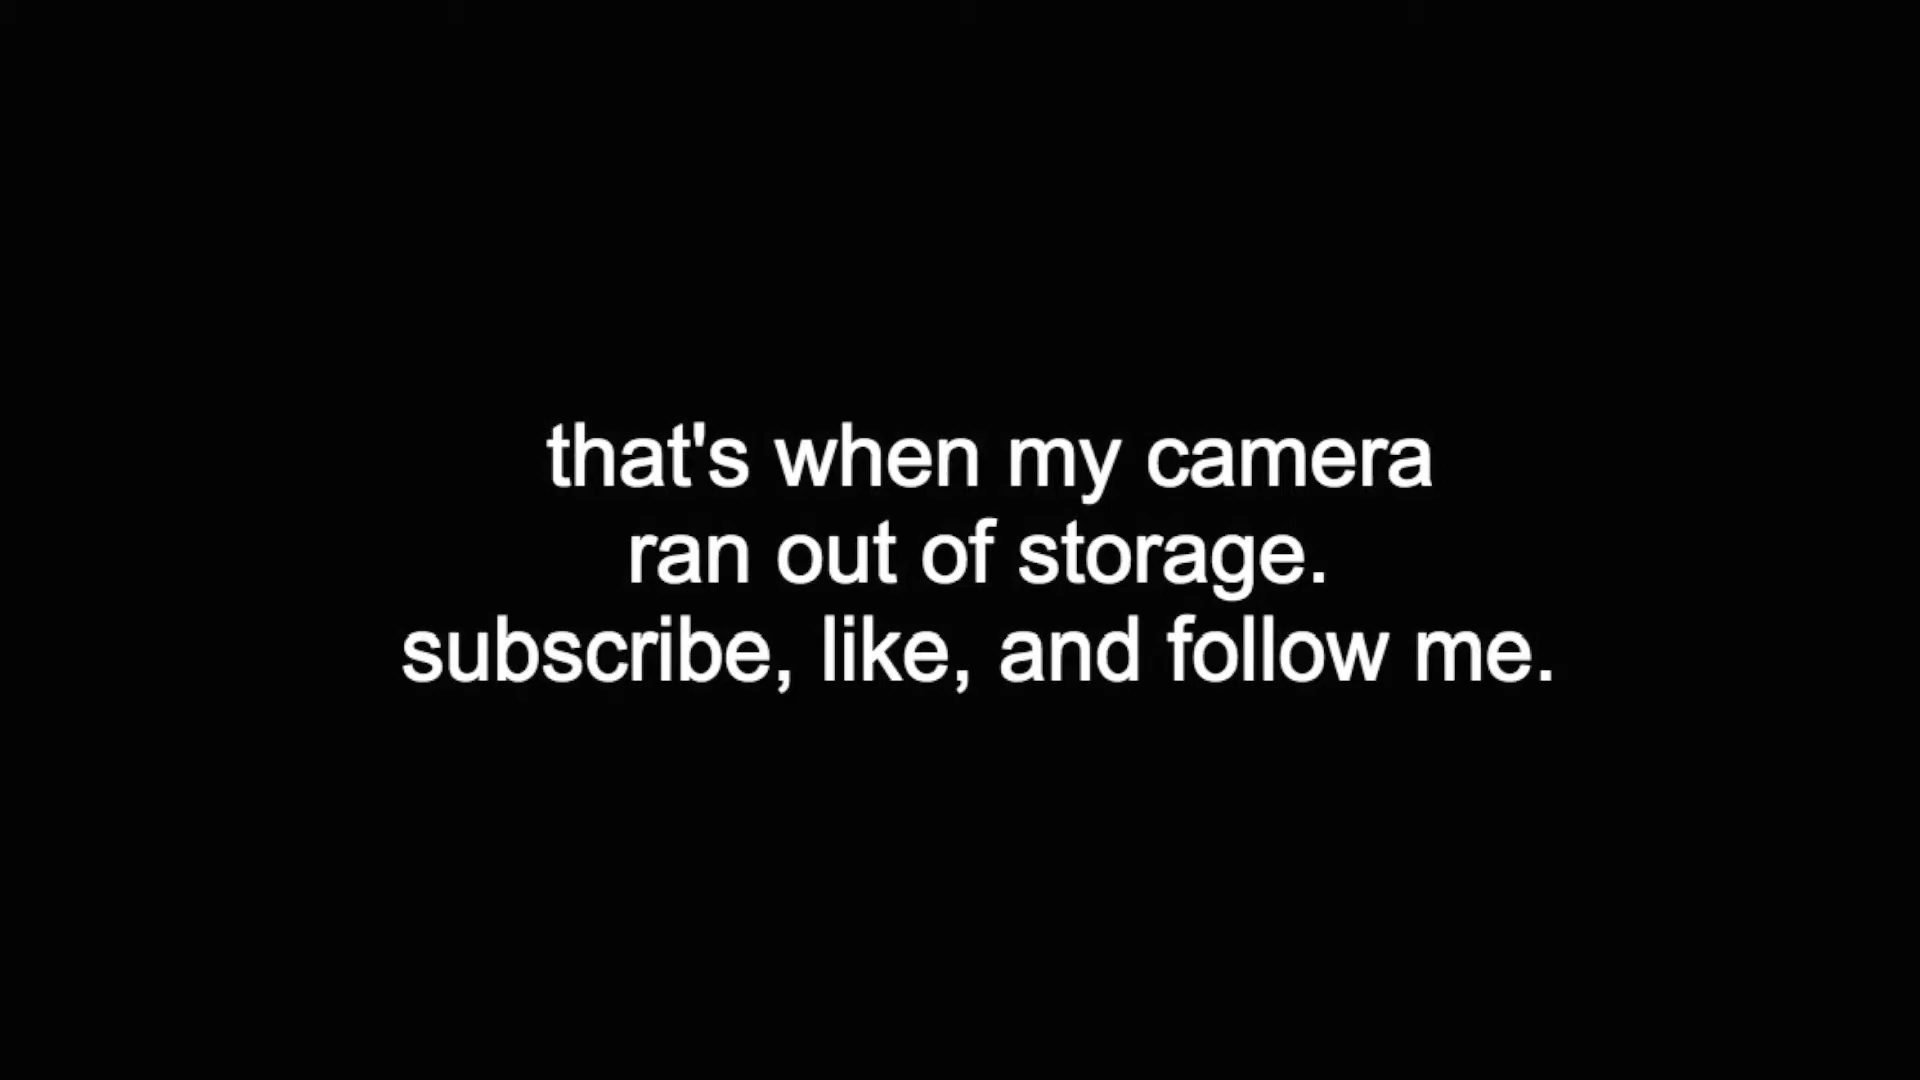 that's when my camera
ran out of storage.
subscribe, like, and follow me.